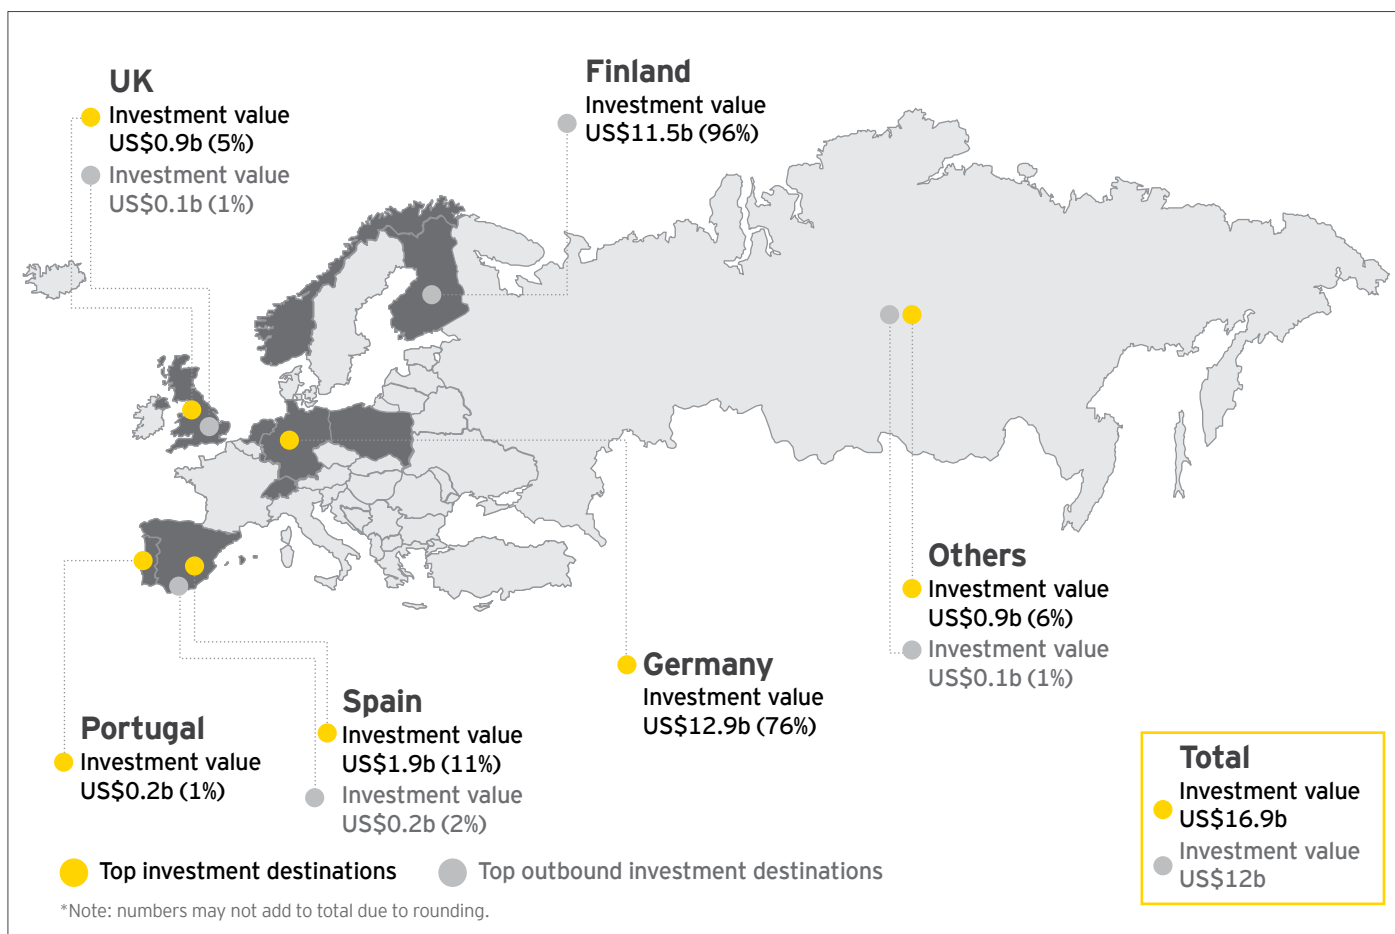 UK
Investment value
US$0.9b (5%)
Investment value
US$0.1b (1%)
Finland
Investment value
US$11.5b (96%)
Others
Investment value
US$0.9b (6%)
Investment value
US$0.1b (1%)
Germany
Investment value
US$12.9b (76%)
Spain
Investment value
US$1.9b (11%)
Investment value
US$0.2b (2%)
Portugal
Investment value
US$0.2b (1%)
Total
Investment value
US$16.9b
Investment value
US$12b
Top investment destinations
Top outbound investment destinations
*Note: numbers may not add to total due to rounding.